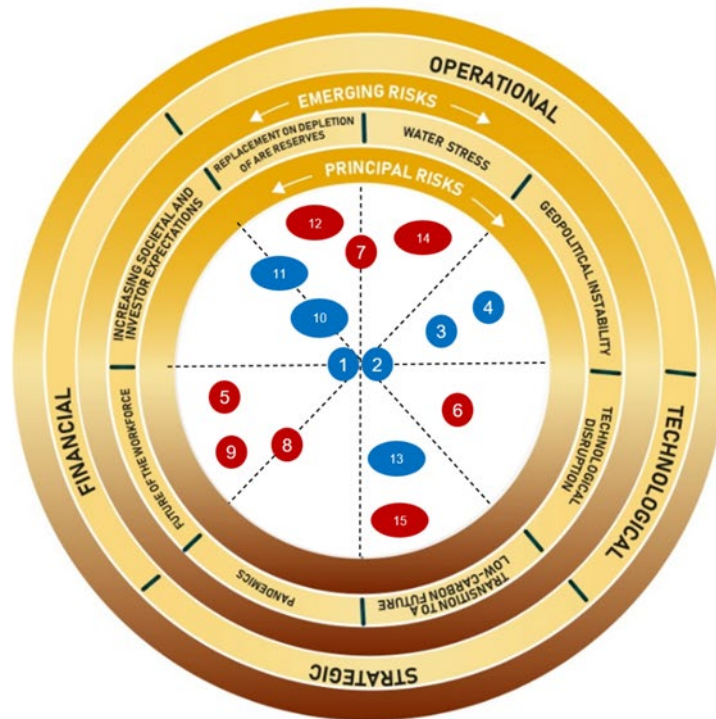 OPERATIONAL
EMERGING RISKS
REPLACEMENT ON DEPLETION
OF ARE RESERVES
WATER STRESS
PRINCIPAL RISKS
INCREASING SOCIETAL AND
INVESTOR EXPECTATIONS
GEOPOLITICAL INSTABILITY
12
7
14
11
10
4
3
1
2
5
6
9
8
13
15
FINANCIAL
FUTURE OF THE WORKFORCE
TECHNOLOGICAL
DISRUPTION
TECHNOLOGICAL
PANDEMICS
TRANSITION TO A
LOW-CARBON FUTURE
STRATEGIC